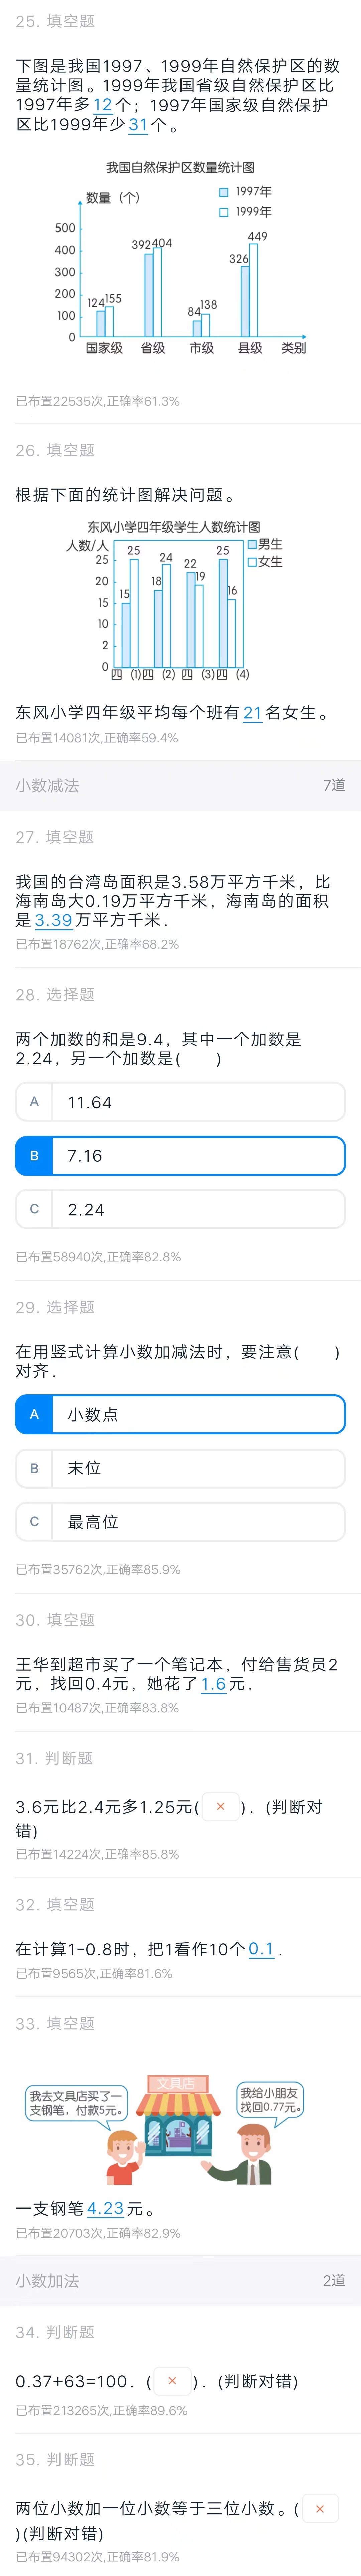 25. 填空题
下图是我国1997、1999年自然保护区的数
量统计图。1999年我国省级自然保护区比
1997年多12个；1997年国家级自然保护
区比1999年少31个。
我国自然保护区数量统计图
数量（个）
1997年
1999年
500
400
300
200
100
0
124
155
392
404
84
138
326
449
国家级
省级
市级
县级
类别
已布置22535次,正确率61.3%
26. 填空题
根据下面的统计图解决问题。
东风小学四年级学生人数统计图
人数/人
男生
女生
25
20
15
10
2
0
15
25
18
24
22
19
25
16
四（1）
四（2）
四（3）
四（4）
东风小学四年级平均每个班有21名女生。
已布置14081次,正确率59.4%
小数减法
7道
27. 填空题
我国的台湾岛面积是3.58万平方千米，比
海南岛大0.19万平方千米，海南岛的面积
是3.39万平方千米.
已布置18762次,正确率68.2%
28. 选择题
两个加数的和是9.4，其中一个加数是
2.24，另一个加数是( )
A 11.64
B 7.16
C 2.24
已布置58940次,正确率82.8%
29. 选择题
在用竖式计算小数加减法时，要注意( )
对齐.
A 小数点
B 末位
C 最高位
已布置35762次,正确率85.9%
30. 填空题
王华到超市买了一个笔记本，付给售货员2
元，找回0.4元，她花了1.6元.
已布置10487次,正确率83.8%
31. 判断题
3.6元比2.4元多1.25元( × ). (判断对
错)
已布置14224次,正确率85.8%
32. 填空题
在计算1-0.8时，把1看作10个0.1.
已布置9565次,正确率81.6%
33. 填空题
文具店
我去文具店买了一
支钢笔，付款5元。
我给小朋友
找回0.77元。
一支钢笔4.23元。
已布置20703次,正确率82.9%
小数加法
2道
34. 判断题
0.37+63=100. ( × ). (判断对错)
已布置213265次,正确率89.6%
35. 判断题
两位小数加一位小数等于三位小数。( ×
)(判断对错)
已布置94302次,正确率81.9%